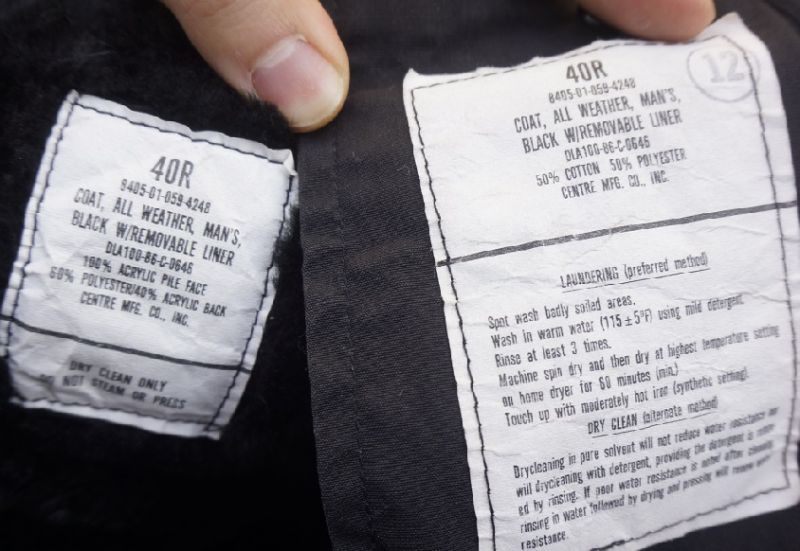 40R
8405-01-059-4248
COAT, ALL WEATHER, MAN'S,
BLACK W/REMOVABLE LINER
DLA100-86-C-0646
100% ACRYLIC PILE FACE
60% POLYESTER/40% ACRYLIC BACK
CENTRE MFG. CO., INC.
DRY CLEAN ONLY
DO NOT STEAM OR PRESS
12
40R
8405-01-059-4248
COAT, ALL WEATHER, MAN'S,
BLACK W/REMOVABLE LINER
DLA100-86-C-0646
50% COTTON 50% POLYESTER
CENTRE MFG. CO., INC.
LAUNDERING (preferred method)
Spot wash badly soiled areas.
Wash in warm water (115 ± 5°F) using mild detergent.
Rinse at least 3 times.
Machine spin dry and then dry at highest temperature setting
on home dryer for 60 minutes (min.)
Touch up with moderately hot iron (synthetic setting).
DRY CLEAN (alternate method)
Drycleaning in pure solvent will not reduce water resistance nor
will drycleaning with detergent, providing the detergent is
ed by rinsing. If poor water resistance is noted after
rinsing in water followed by drying and pressing will
resistance.